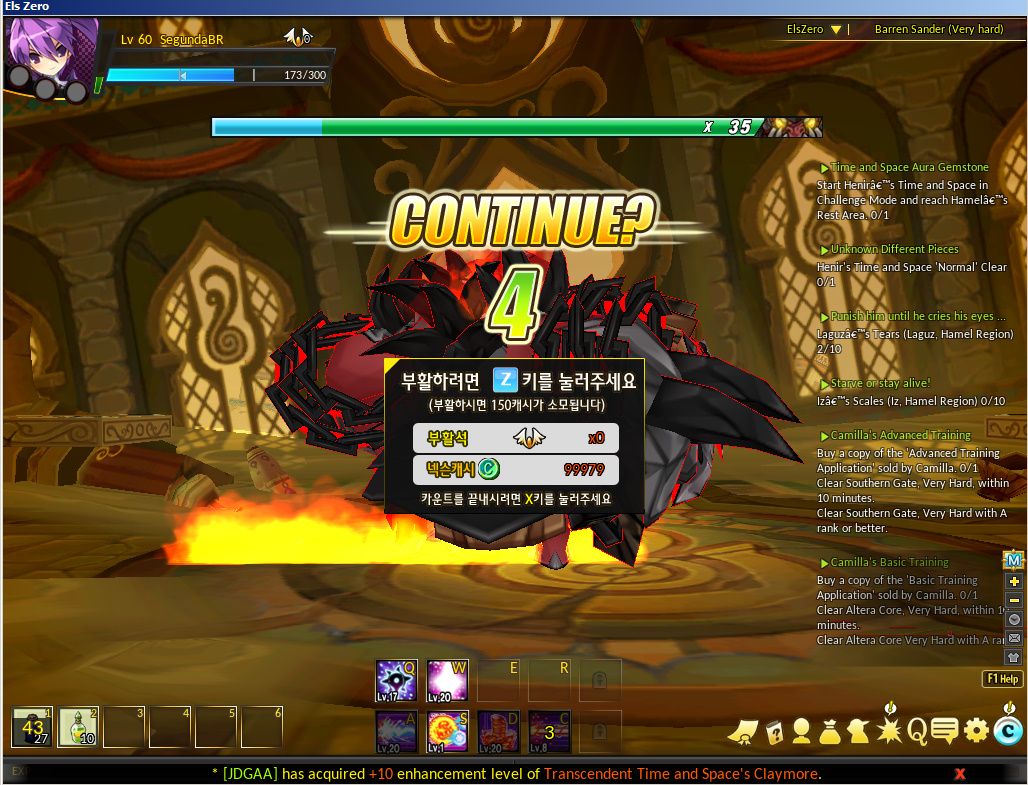 Els Zero
Lv 60 SegundaBR
0
173/300
ElsZero
Barren Sander (Very hard)
x 35
CONTINUE?
4
부활하려면 Z 키를 눌러주세요
(부활하시면 150캐시가 소모됩니다)
부활석 x0
넥슨캐시 C 99979
카운트를 끝내시려면 X키를 눌러주세요
Time and Space Aura Gemstone
Start Henirâ€™s Time and Space in
Challenge Mode and reach Hamelâ€™s
Rest Area. 0/1
Unknown Different Pieces
Henir's Time and Space 'Normal' Clear
0/1
Punish him until he cries his eyes ...
Laguzâ€™s Tears (Laguz, Hamel Region)
2/10
Starve or stay alive!
Izâ€™s Scales (Iz, Hamel Region) 0/10
Camilla's Advanced Training
Buy a copy of the 'Advanced Training
Application' sold by Camilla. 0/1
Clear Southern Gate, Very Hard, within
10 minutes.
Clear Southern Gate, Very Hard with A
rank or better.
Camilla's Basic Training
Buy a copy of the 'Basic Training
Application' sold by Camilla. 0/1
Clear Altera Core, Very Hard, within 1
minutes.
Clear Altera Core Very Hard with A ran
M
F1 Help
Q W E R
Lv,17 Lv,20
A S D C
3
Lv,20 Lv,1 Lv,20 Lv,8
1 2 3 4 5 6
43
27 10
Q C
EX
* [JDGAA] has acquired +10 enhancement level of Transcendent Time and Space's Claymore.
X